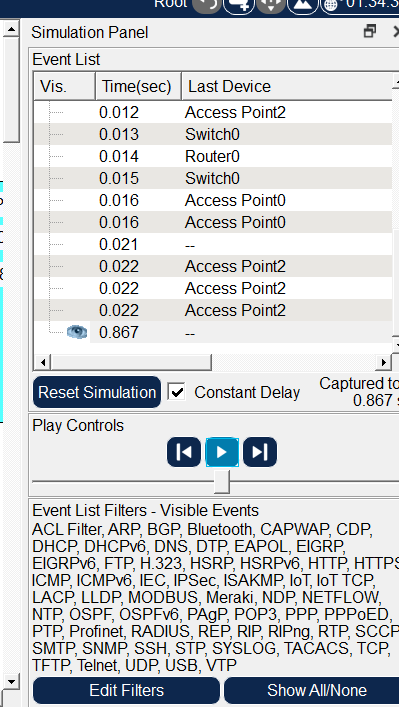 Root 01:34:3
Simulation Panel
Event List
Vis. Time(sec) Last Device
0.012 Access Point2
0.013 Switch0
0.014 Router0
0.015 Switch0
0.016 Access Point0
0.016 Access Point0
0.021 --
0.022 Access Point2
0.022 Access Point2
0.022 Access Point2
0.867 --
Reset Simulation Constant Delay Captured to
0.867 s
Play Controls
Event List Filters - Visible Events
ACL Filter, ARP, BGP, Bluetooth, CAPWAP, CDP,
DHCP, DHCPv6, DNS, DTP, EAPOL, EIGRP,
EIGRPv6, FTP, H.323, HSRP, HSRPv6, HTTP, HTTPS
ICMP, ICMPv6, IEC, IPSec, ISAKMP, IoT, IoT TCP,
LACP, LLDP, MODBUS, Meraki, NDP, NETFLOW,
NTP, OSPF, OSPFv6, PAgP, POP3, PPP, PPPoED,
PTP, Profinet, RADIUS, REP, RIP, RIPng, RTP, SCCP
SMTP, SNMP, SSH, STP, SYSLOG, TACACS, TCP,
TFTP, Telnet, UDP, USB, VTP
Edit Filters Show All/None